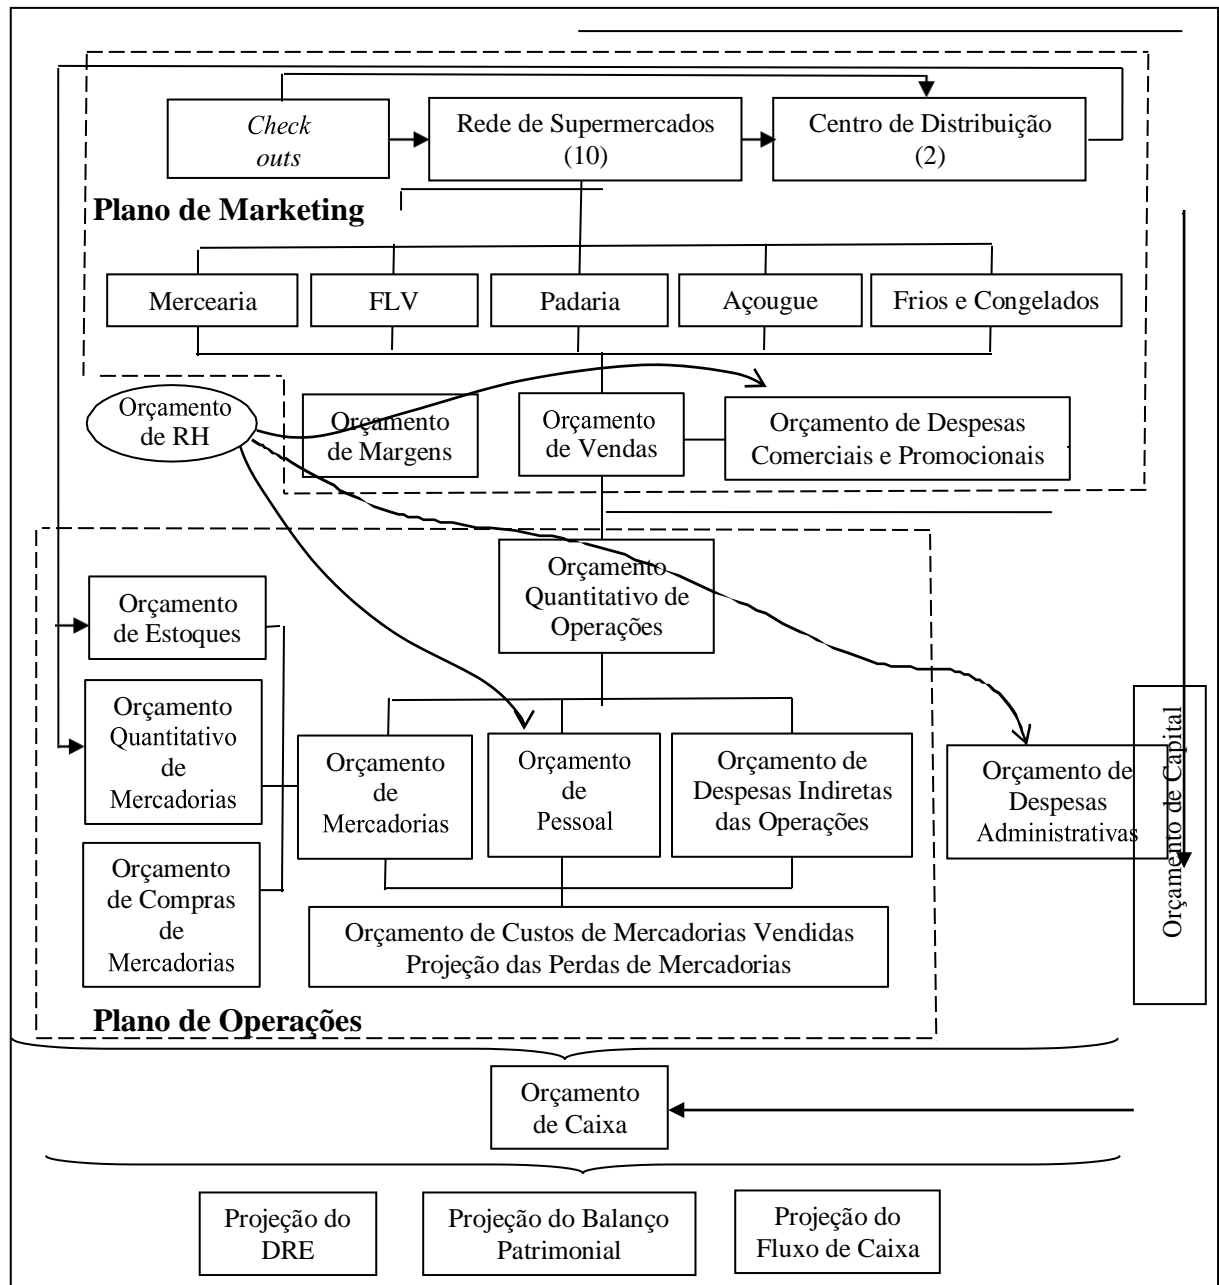 Check
outs
Rede de Supermercados
(10)
Centro de Distribuição
(2)
Plano de Marketing
Mercearia
FLV
Padaria
Açougue
Frios e Congelados
Orçamento
de RH
Orçamento
de Margens
Orçamento
de Vendas
Orçamento de Despesas
Comerciais e Promocionais
Orçamento
Quantitativo de
Operações
Orçamento
de Estoques
Orçamento
Quantitativo
de
Mercadorias
Orçamento
de Compras
de
Mercadorias
Orçamento
de
Mercadorias
Orçamento
de
Pessoal
Orçamento de
Despesas Indiretas
das Operações
Orçamento de
Despesas
Administrativas
Orçamento de Capital
Orçamento de Custos de Mercadorias Vendidas
Projeção das Perdas de Mercadorias
Plano de Operações
Orçamento
de Caixa
Projeção do
DRE
Projeção do Balanço
Patrimonial
Projeção do
Fluxo de Caixa